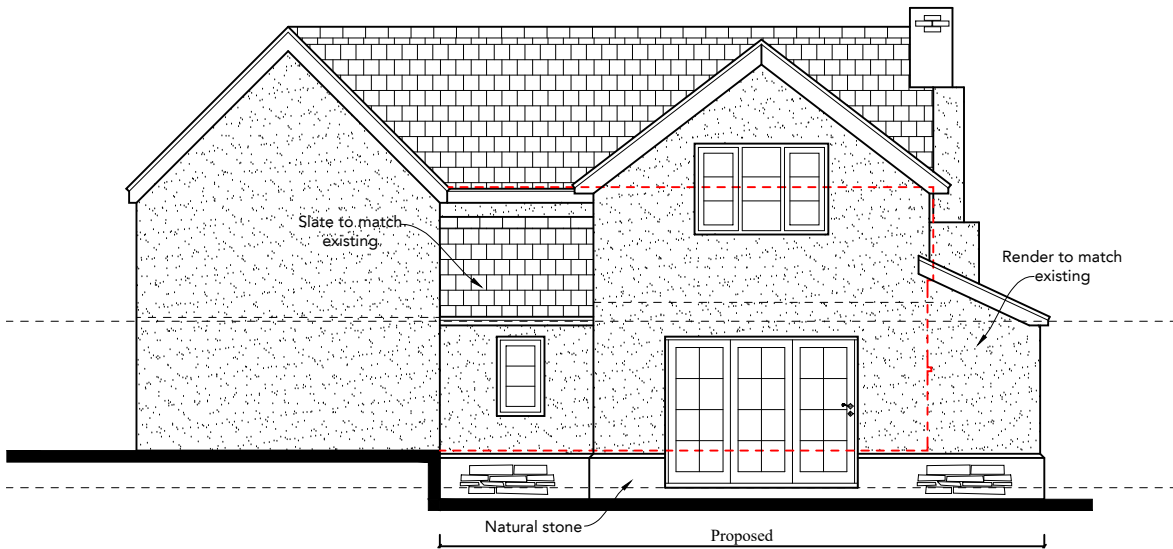 Slate to match
existing
Render to match
existing
Natural stone
Proposed